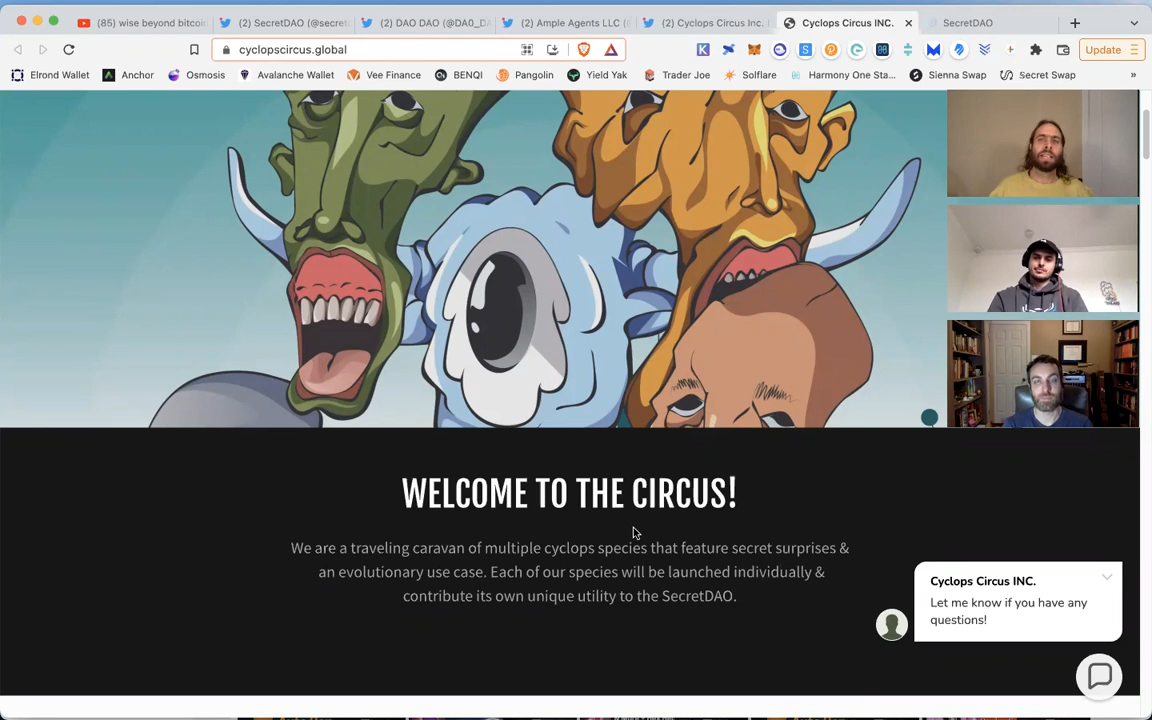 (85) wise beyond bitcoin
(2) SecretDAO (@secret
(2) DAO DAO (@DA0_DA
(2) Ample Agents LLC (
(2) Cyclops Circus Inc. (
Cyclops Circus INC.
SecretDAO
cyclopscircus.global
Update
Elrond Wallet
Anchor
Osmosis
Avalanche Wallet
Vee Finance
BENQI
Pangolin
Yield Yak
Trader Joe
Solflare
Harmony One Sta...
Sienna Swap
Secret Swap
»
WELCOME TO THE CIRCUS!
We are a traveling caravan of multiple cyclops species that feature secret surprises &
an evolutionary use case. Each of our species will be launched individually &
contribute its own unique utility to the SecretDAO.
Cyclops Circus INC.
Let me know if you have any
questions!